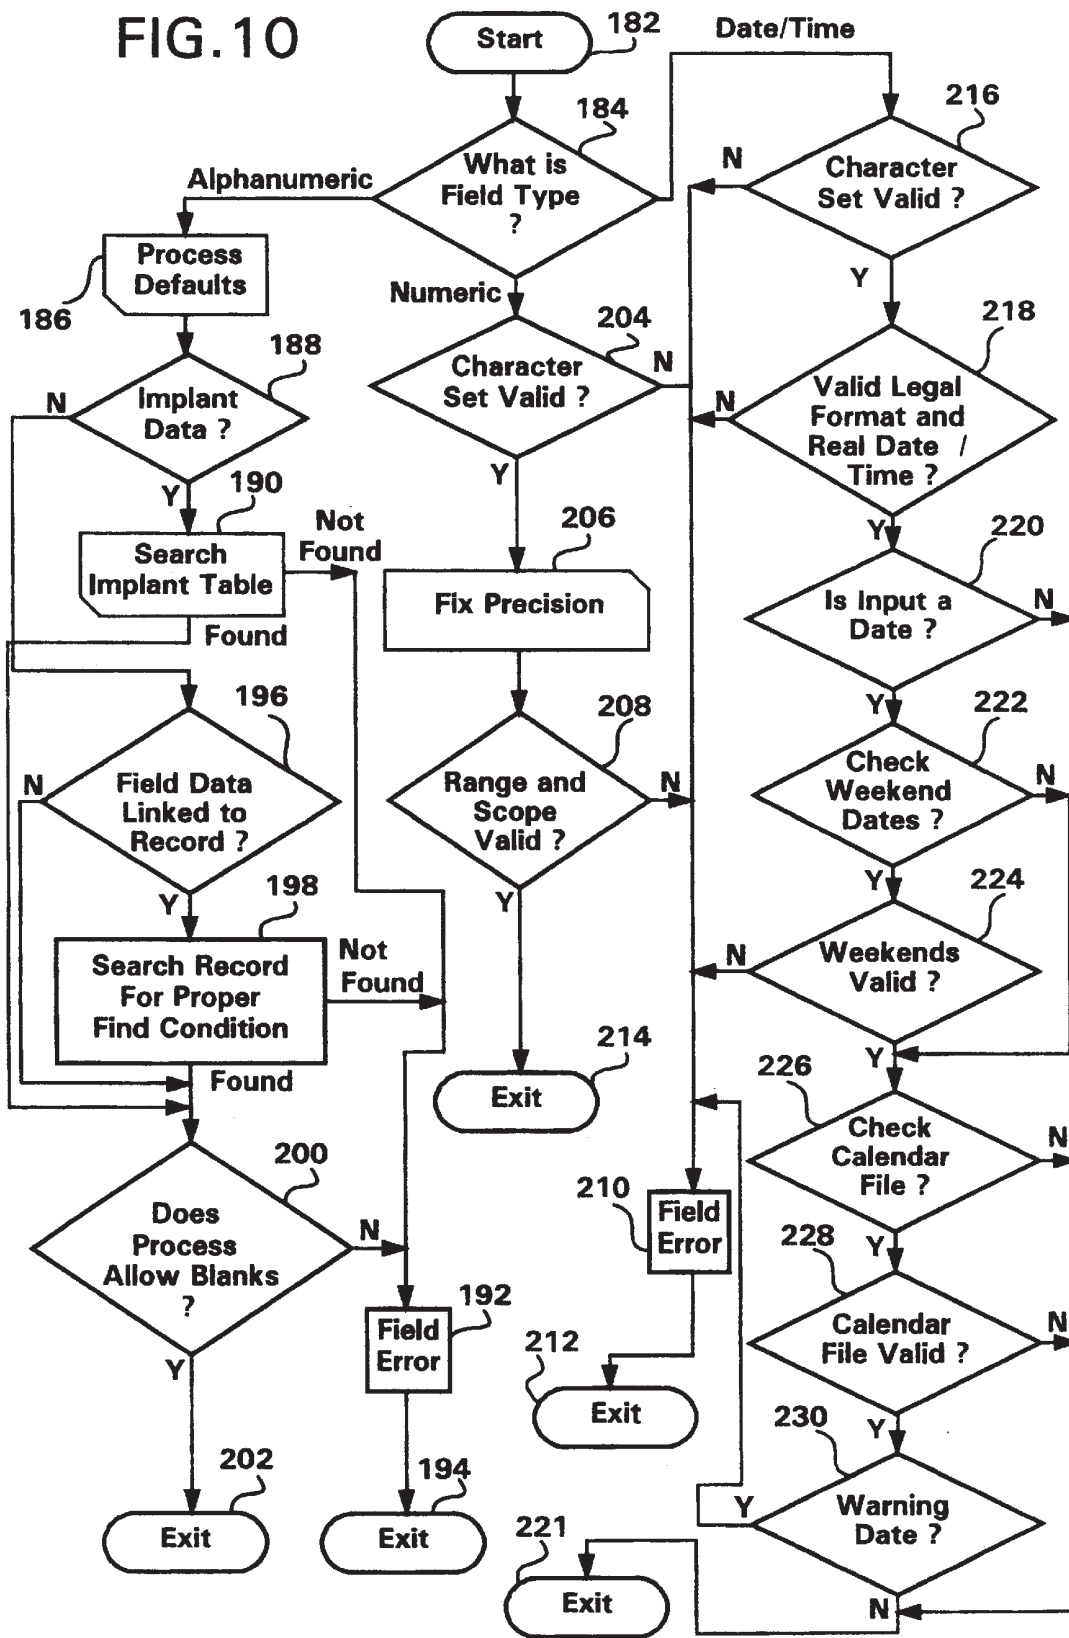 FIG.10
Start
182
Date/Time
184
What is
Field Type
?
Alphanumeric
216
Character
Set Valid ?
N
Y
Process
Defaults
186
Numeric
204
Character
Set Valid ?
N
Y
188
Implant
Data ?
N
Y
218
Valid Legal
Format and
Real Date /
Time ?
N
Y
190
Search
Implant Table
Not
Found
Found
206
Fix Precision
220
Is Input a
Date ?
N
Y
196
Field Data
Linked to
Record ?
N
Y
208
Range and
Scope
Valid ?
N
Y
222
Check
Weekend
Dates ?
N
Y
198
Search Record
For Proper
Find Condition
Not
Found
Found
224
Weekends
Valid ?
N
Y
214
Exit
226
Check
Calendar
File ?
N
Y
200
Does
Process
Allow Blanks
?
N
Y
210
Field
Error
228
Calendar
File Valid ?
N
Y
192
Field
Error
212
Exit
230
Warning
Date ?
Y
N
202
Exit
194
Exit
221
Exit